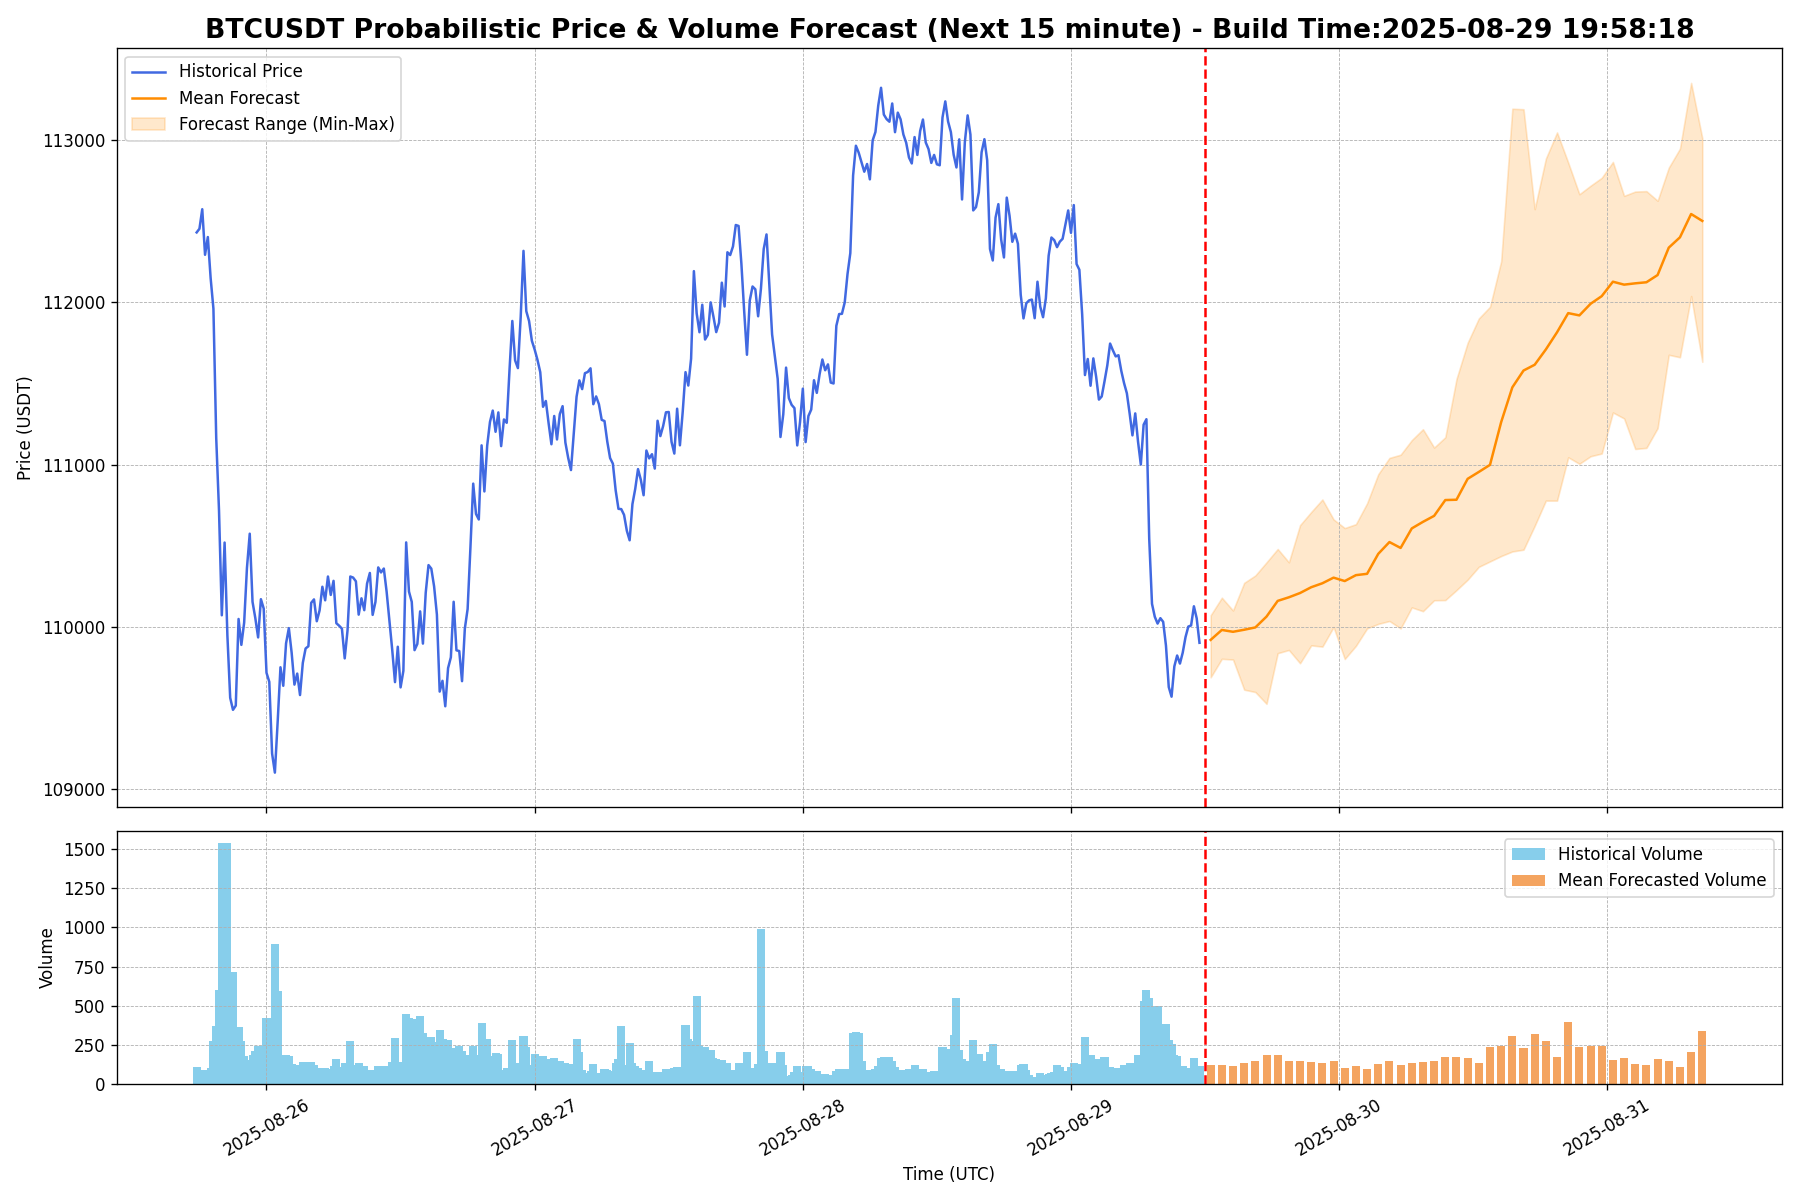 BTCUSDT Probabilistic Price & Volume Forecast (Next 15 minute) - Build Time:2025-08-29 19:58:18
Historical Price
Mean Forecast
Forecast Range (Min-Max)
113000
112000
111000
110000
109000
Price (USDT)
Historical Volume
Mean Forecasted Volume
1500
1250
1000
750
500
250
0
Volume
2025-08-26
2025-08-27
2025-08-28
2025-08-29
2025-08-30
2025-08-31
Time (UTC)